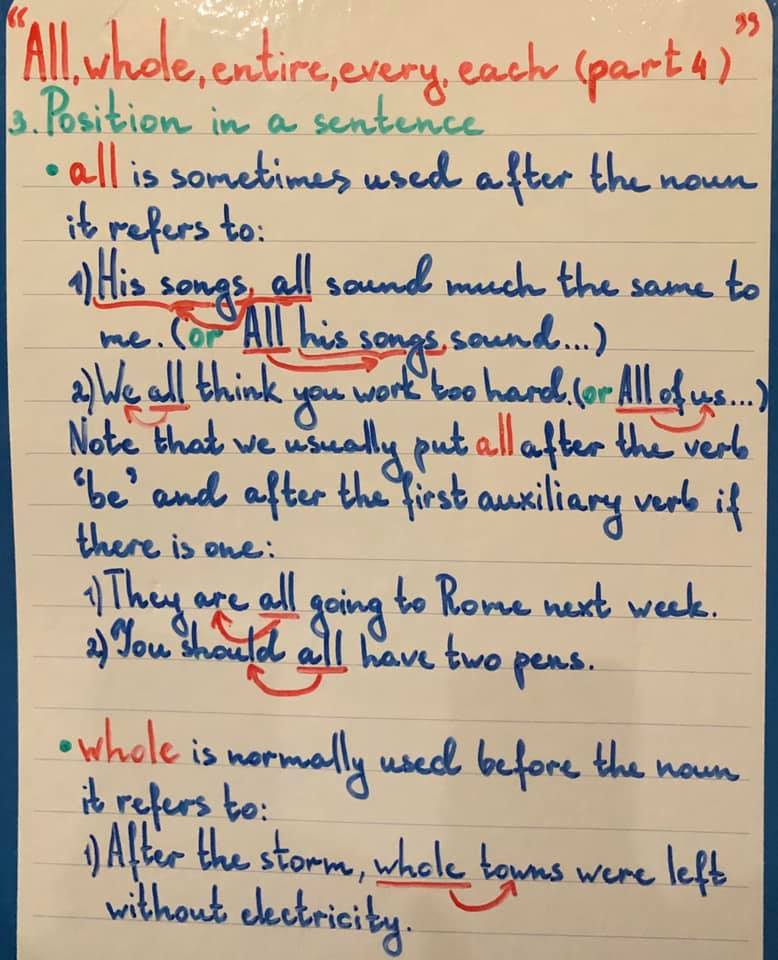 "All, whole, entire, every, each (part 4)"
3. Position in a sentence
• all is sometimes used after the noun
it refers to:
1) His songs, all sound much the same to
me. (or All his songs sound...)
2) We all think you work too hard. (or All of us...)
Note that we usually put all after the verb
'be' and after the first auxiliary verb if
there is one:
1) They are all going to Rome next week.
2) You should all have two pens.
• whole is normally used before the noun
it refers to:
1) After the storm, whole towns were left
without electricity.